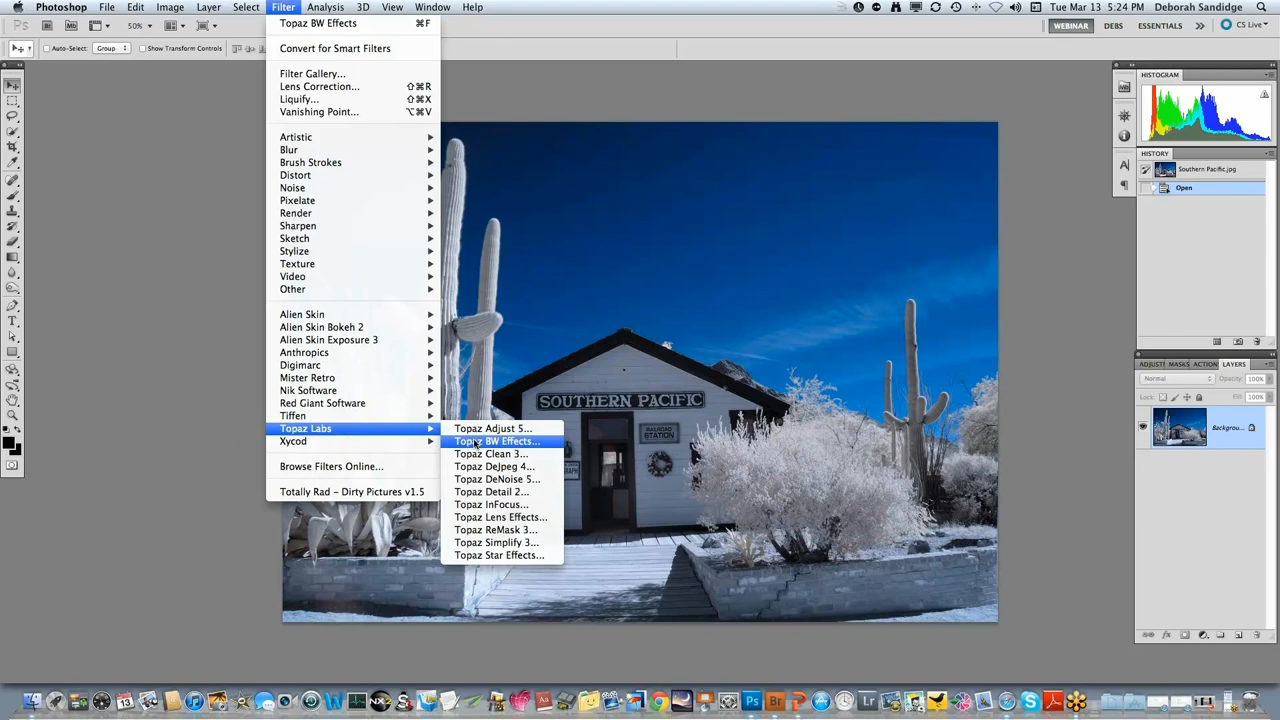 Photoshop File Edit Image Layer Select Filter Analysis 3D View Window Help
Tue Mar 13 5:24 PM Deborah Sandidge
50%
WEBINAR DEBS ESSENTIALS CS Live
Auto-Select: Group Show Transform Controls
Topaz BW Effects ⌘F
Convert for Smart Filters
Filter Gallery...
Lens Correction... ⇧⌘R
Liquify... ⇧⌘X
Vanishing Point... ⌥⌘V
Artistic
Blur
Brush Strokes
Distort
Noise
Pixelate
Render
Sharpen
Sketch
Stylize
Texture
Video
Other
Alien Skin
Alien Skin Bokeh 2
Alien Skin Exposure 3
Anthropics
Digimarc
Mister Retro
Nik Software
Red Giant Software
Tiffen
Topaz Labs
Xycod
Browse Filters Online...
Totally Rad - Dirty Pictures v1.5
Topaz Adjust 5...
Topaz BW Effects...
Topaz Clean 3...
Topaz DeJpeg 4...
Topaz DeNoise 5...
Topaz Detail 2...
Topaz InFocus...
Topaz Lens Effects...
Topaz ReMask 3...
Topaz Simplify 3...
Topaz Star Effects...
SOUTHERN PACIFIC
RAILROAD
STATION
HISTOGRAM
HISTORY
Southern Pacific.jpg
Open
ADJUSTI MASKS ACTION LAYERS
Normal Opacity: 100%
Lock: Fill: 100%
Backgrou...